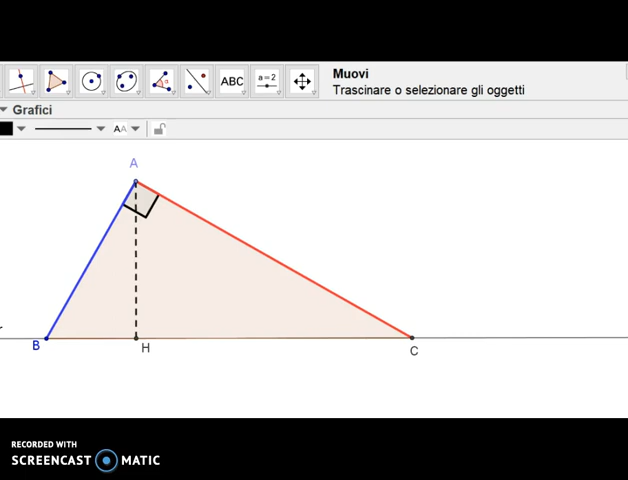 ABC
a = 2
Muovi
Trascinare o selezionare gli oggetti
Grafici
AA
A
B
H
C
RECORDED WITH
SCREENCAST MATIC